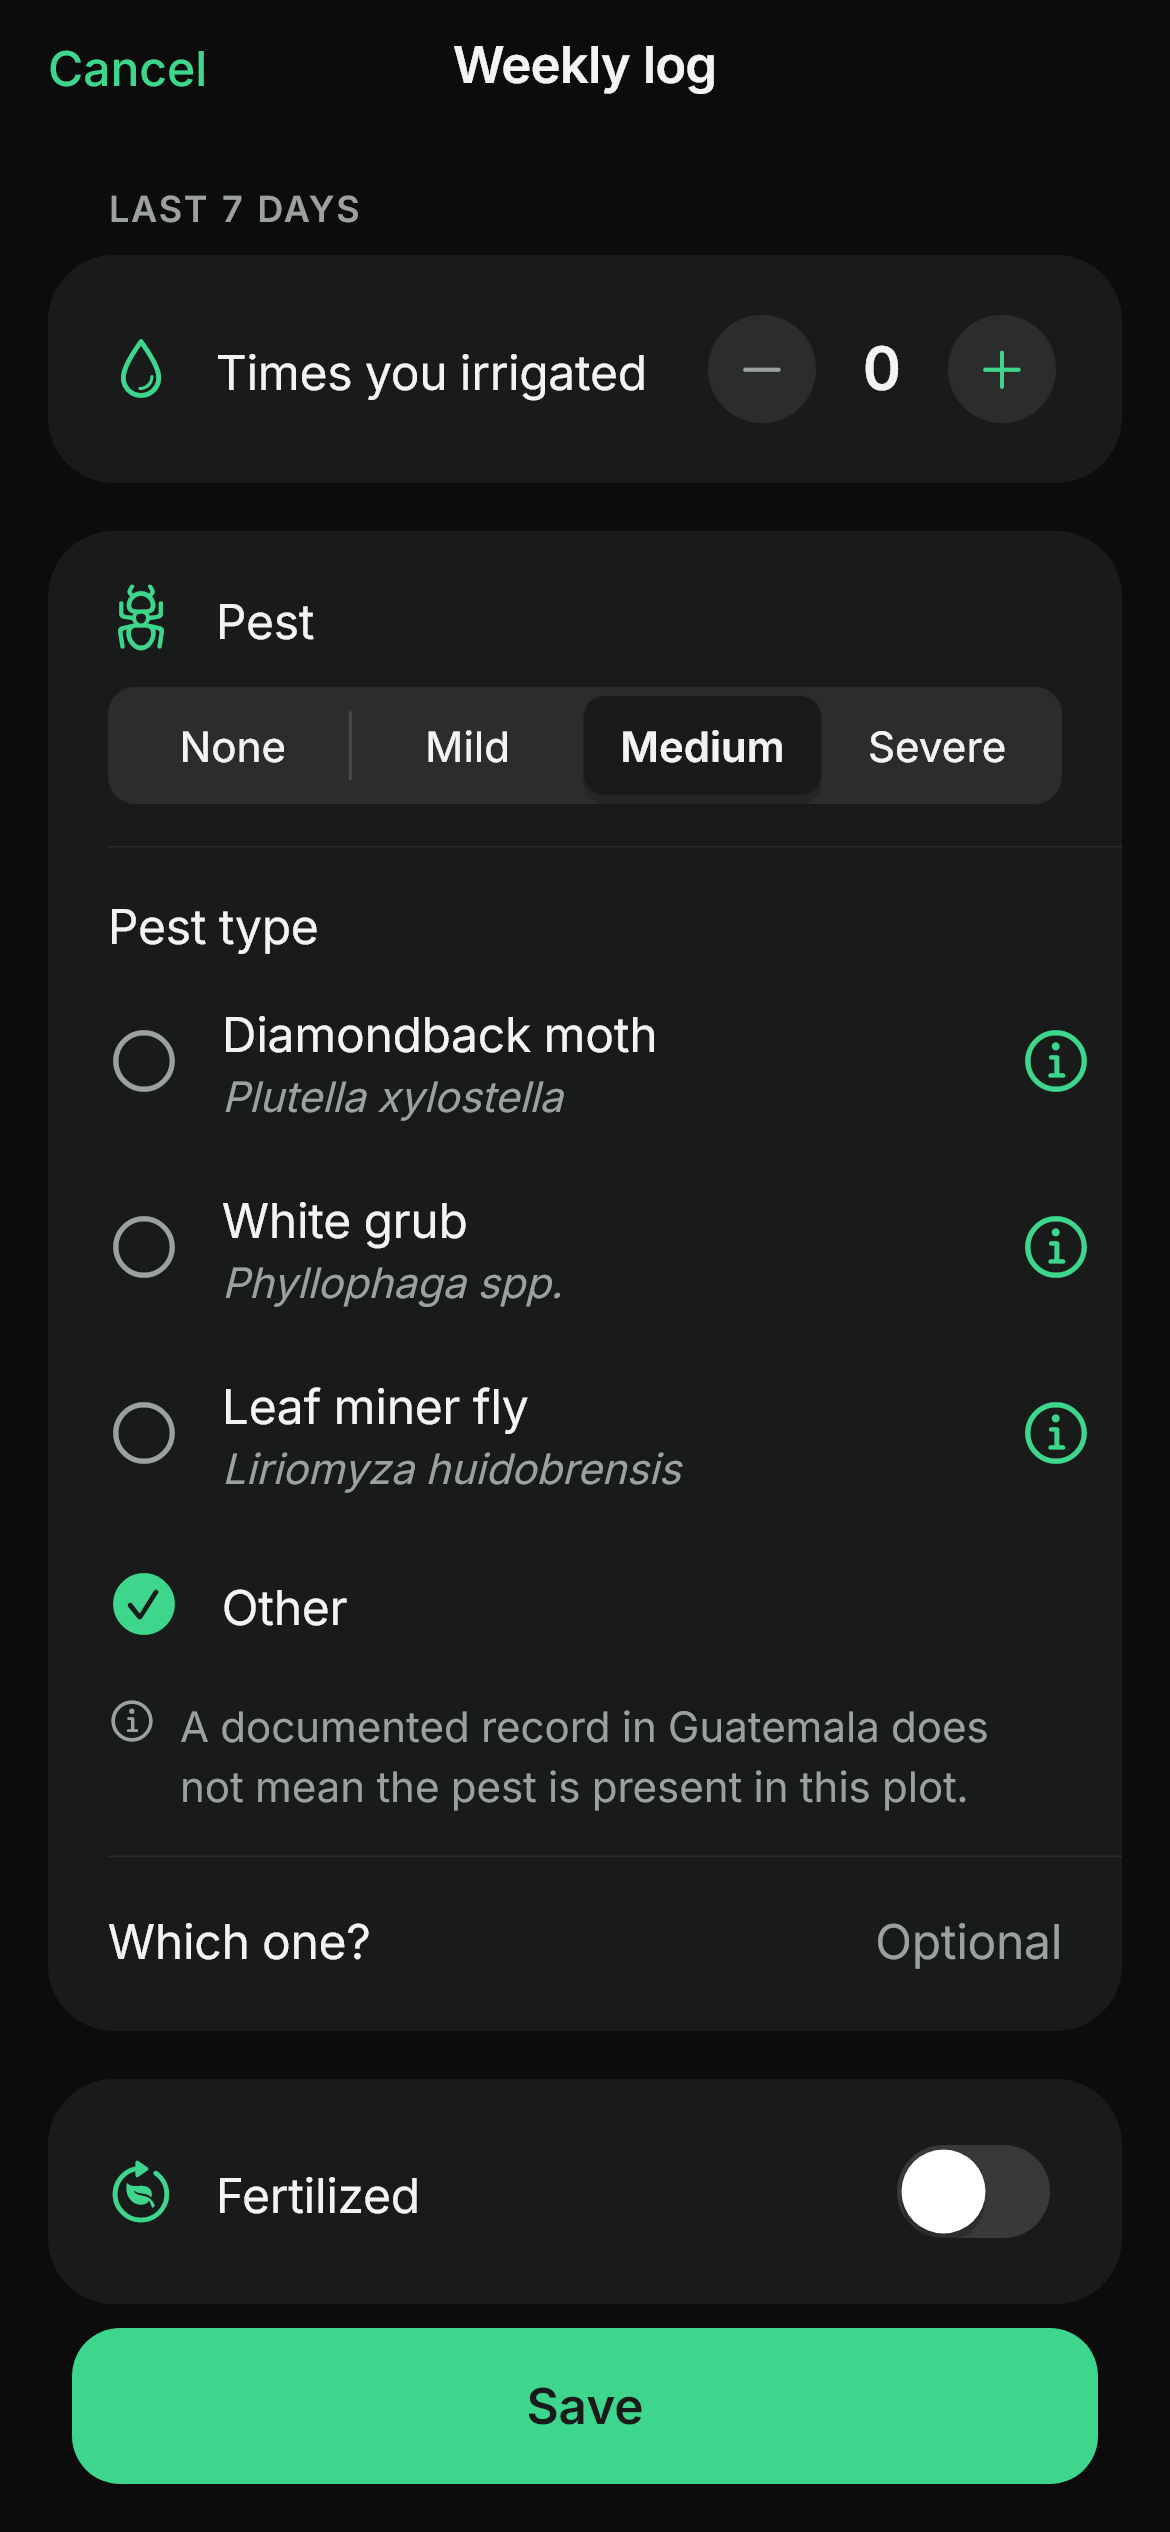 Cancel
Weekly log
LAST 7 DAYS
Times you irrigated
0
Pest
None
Mild
Medium
Severe
Pest type
Diamondback moth
Plutella xylostella
White grub
Phyllophaga spp.
Leaf miner fly
Liriomyza huidobrensis
Other
A documented record in Guatemala does
not mean the pest is present in this plot.
Which one?
Optional
Fertilized
Save